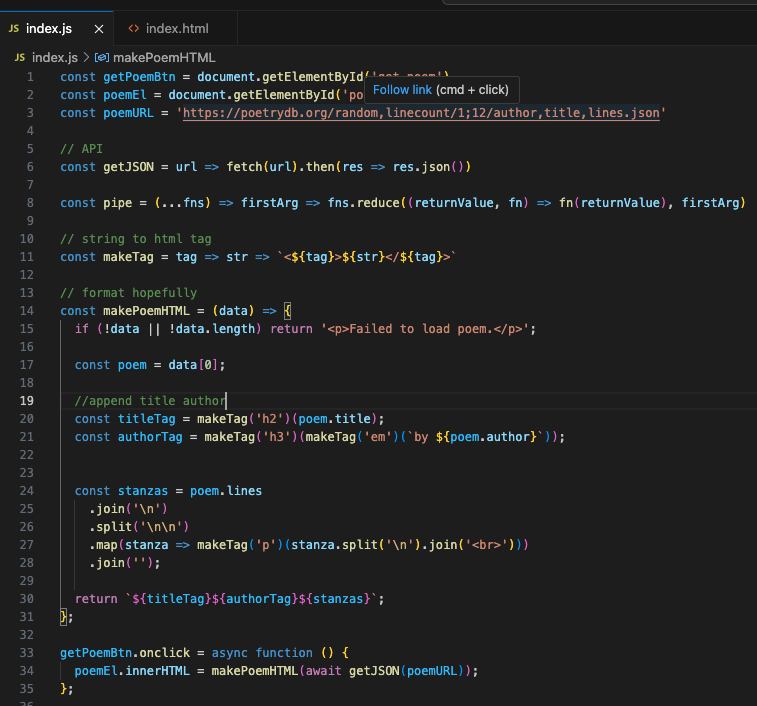 JS index.js × <> index.html
JS index.js > makePoemHTML
1 const getPoemBtn = document.getElementById('get-poem')
2 const poemEl = document.getElementById('po
Follow link (cmd + click)
3 const poemURL = 'https://poetrydb.org/random,linecount/1;12/author,title,lines.json'
4
5 // API
6 const getJSON = url => fetch(url).then(res => res.json())
7
8 const pipe = (...fns) => firstArg => fns.reduce((returnValue, fn) => fn(returnValue), firstArg)
9
10 // string to html tag
11 const makeTag = tag => str => `<${tag}>${str}</${tag}>`
12
13 // format hopefully
14 const makePoemHTML = (data) => {
15 if (!data || !data.length) return '<p>Failed to load poem.</p>';
16
17 const poem = data[0];
18
19 //append title author
20 const titleTag = makeTag('h2')(poem.title);
21 const authorTag = makeTag('h3')(makeTag('em')(`by ${poem.author}`));
22
23
24 const stanzas = poem.lines
25 .join('\n')
26 .split('\n\n')
27 .map(stanza => makeTag('p')(stanza.split('\n').join('<br>')))
28 .join('');
29
30 return `${titleTag}${authorTag}${stanzas}`;
31 };
32
33 getPoemBtn.onclick = async function () {
34 poemEl.innerHTML = makePoemHTML(await getJSON(poemURL));
35 };
36